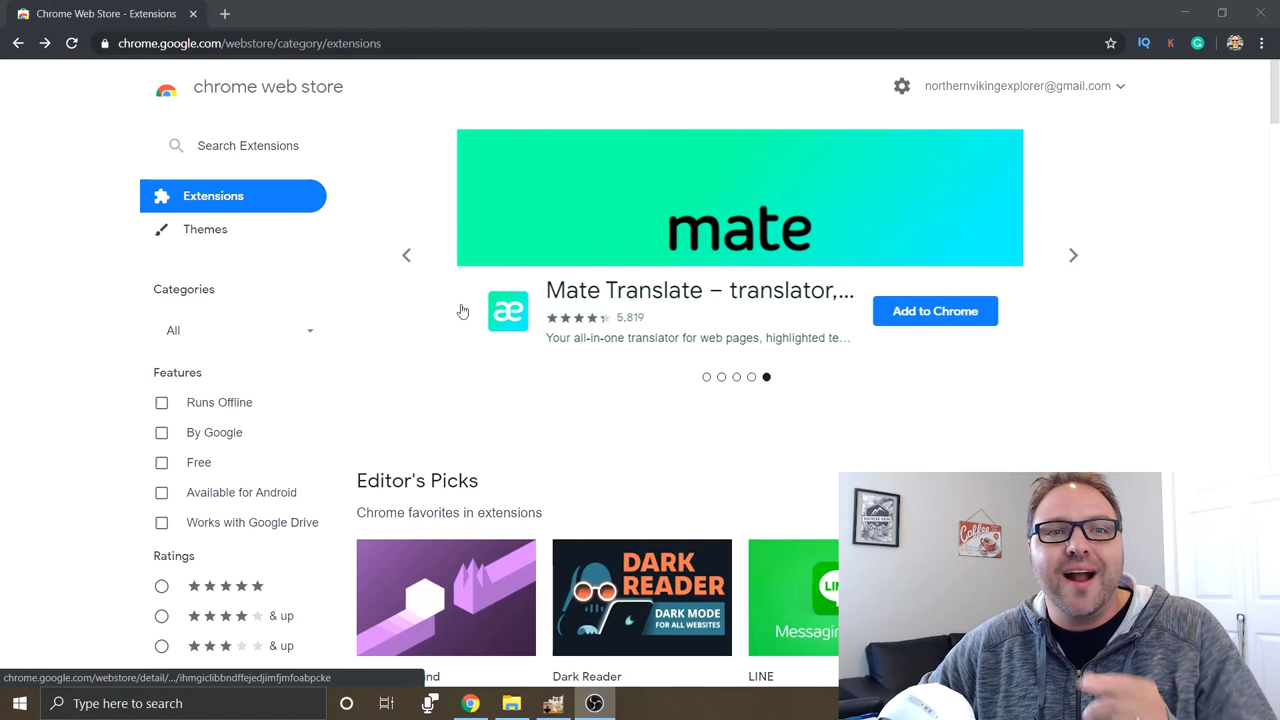 Chrome Web Store - Extensions
chrome.google.com/webstore/category/extensions
IQ
K
chrome web store
northernvikingexplorer@gmail.com
Search Extensions
Extensions
Themes
Categories
All
Features
Runs Offline
By Google
Free
Available for Android
Works with Google Drive
Ratings
& up
& up
mate
æ
Mate Translate – translator,...
5,819
Your all-in-one translator for web pages, highlighted te...
Add to Chrome
Editor's Picks
Chrome favorites in extensions
DARK
READER
DARK MODE
FOR ALL WEBSITES
Dark Reader
LINE
Coffee
chrome.google.com/webstore/detail/.../ihmgiclibbndffejedjimfjmfoabpcke
Type here to search